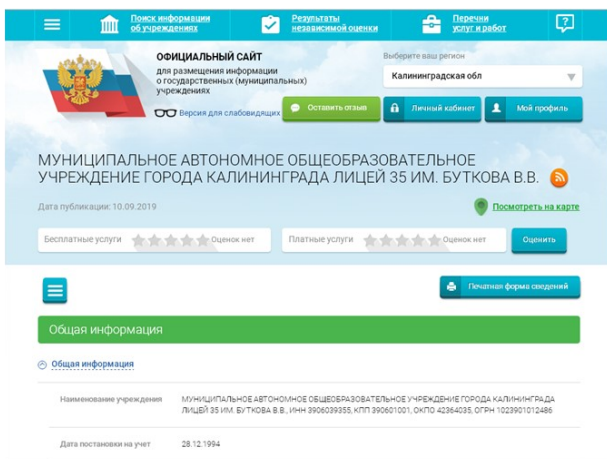 Поиск информации
об учреждениях
Результаты
независимой оценки
Перечни
услуг и работ
ОФИЦИАЛЬНЫЙ САЙТ
для размещения информации
о государственных (муниципальных)
учреждениях
Версия для слабовидящих
Выберите ваш регион
Калининградская обл
Оставить отзыв
Личный кабинет
Мой профиль
МУНИЦИПАЛЬНОЕ АВТОНОМНОЕ ОБЩЕОБРАЗОВАТЕЛЬНОЕ
УЧРЕЖДЕНИЕ ГОРОДА КАЛИНИНГРАДА ЛИЦЕЙ 35 ИМ. БУТКОВА В.В.
Дата публикации: 10.09.2019
Посмотреть на карте
Бесплатные услуги
Оценок нет
Платные услуги
Оценок нет
Оценить
Печатная форма сведений
Общая информация
Общая информация
Наименование учреждения
МУНИЦИПАЛЬНОЕ АВТОНОМНОЕ ОБЩЕОБРАЗОВАТЕЛЬНОЕ УЧРЕЖДЕНИЕ ГОРОДА КАЛИНИНГРАДА
ЛИЦЕЙ 35 ИМ. БУТКОВА В.В., ИНН 3906039355, КПП 390601001, ОКПО 42364035, ОГРН 1023901012486
Дата постановки на учет
28.12.1994